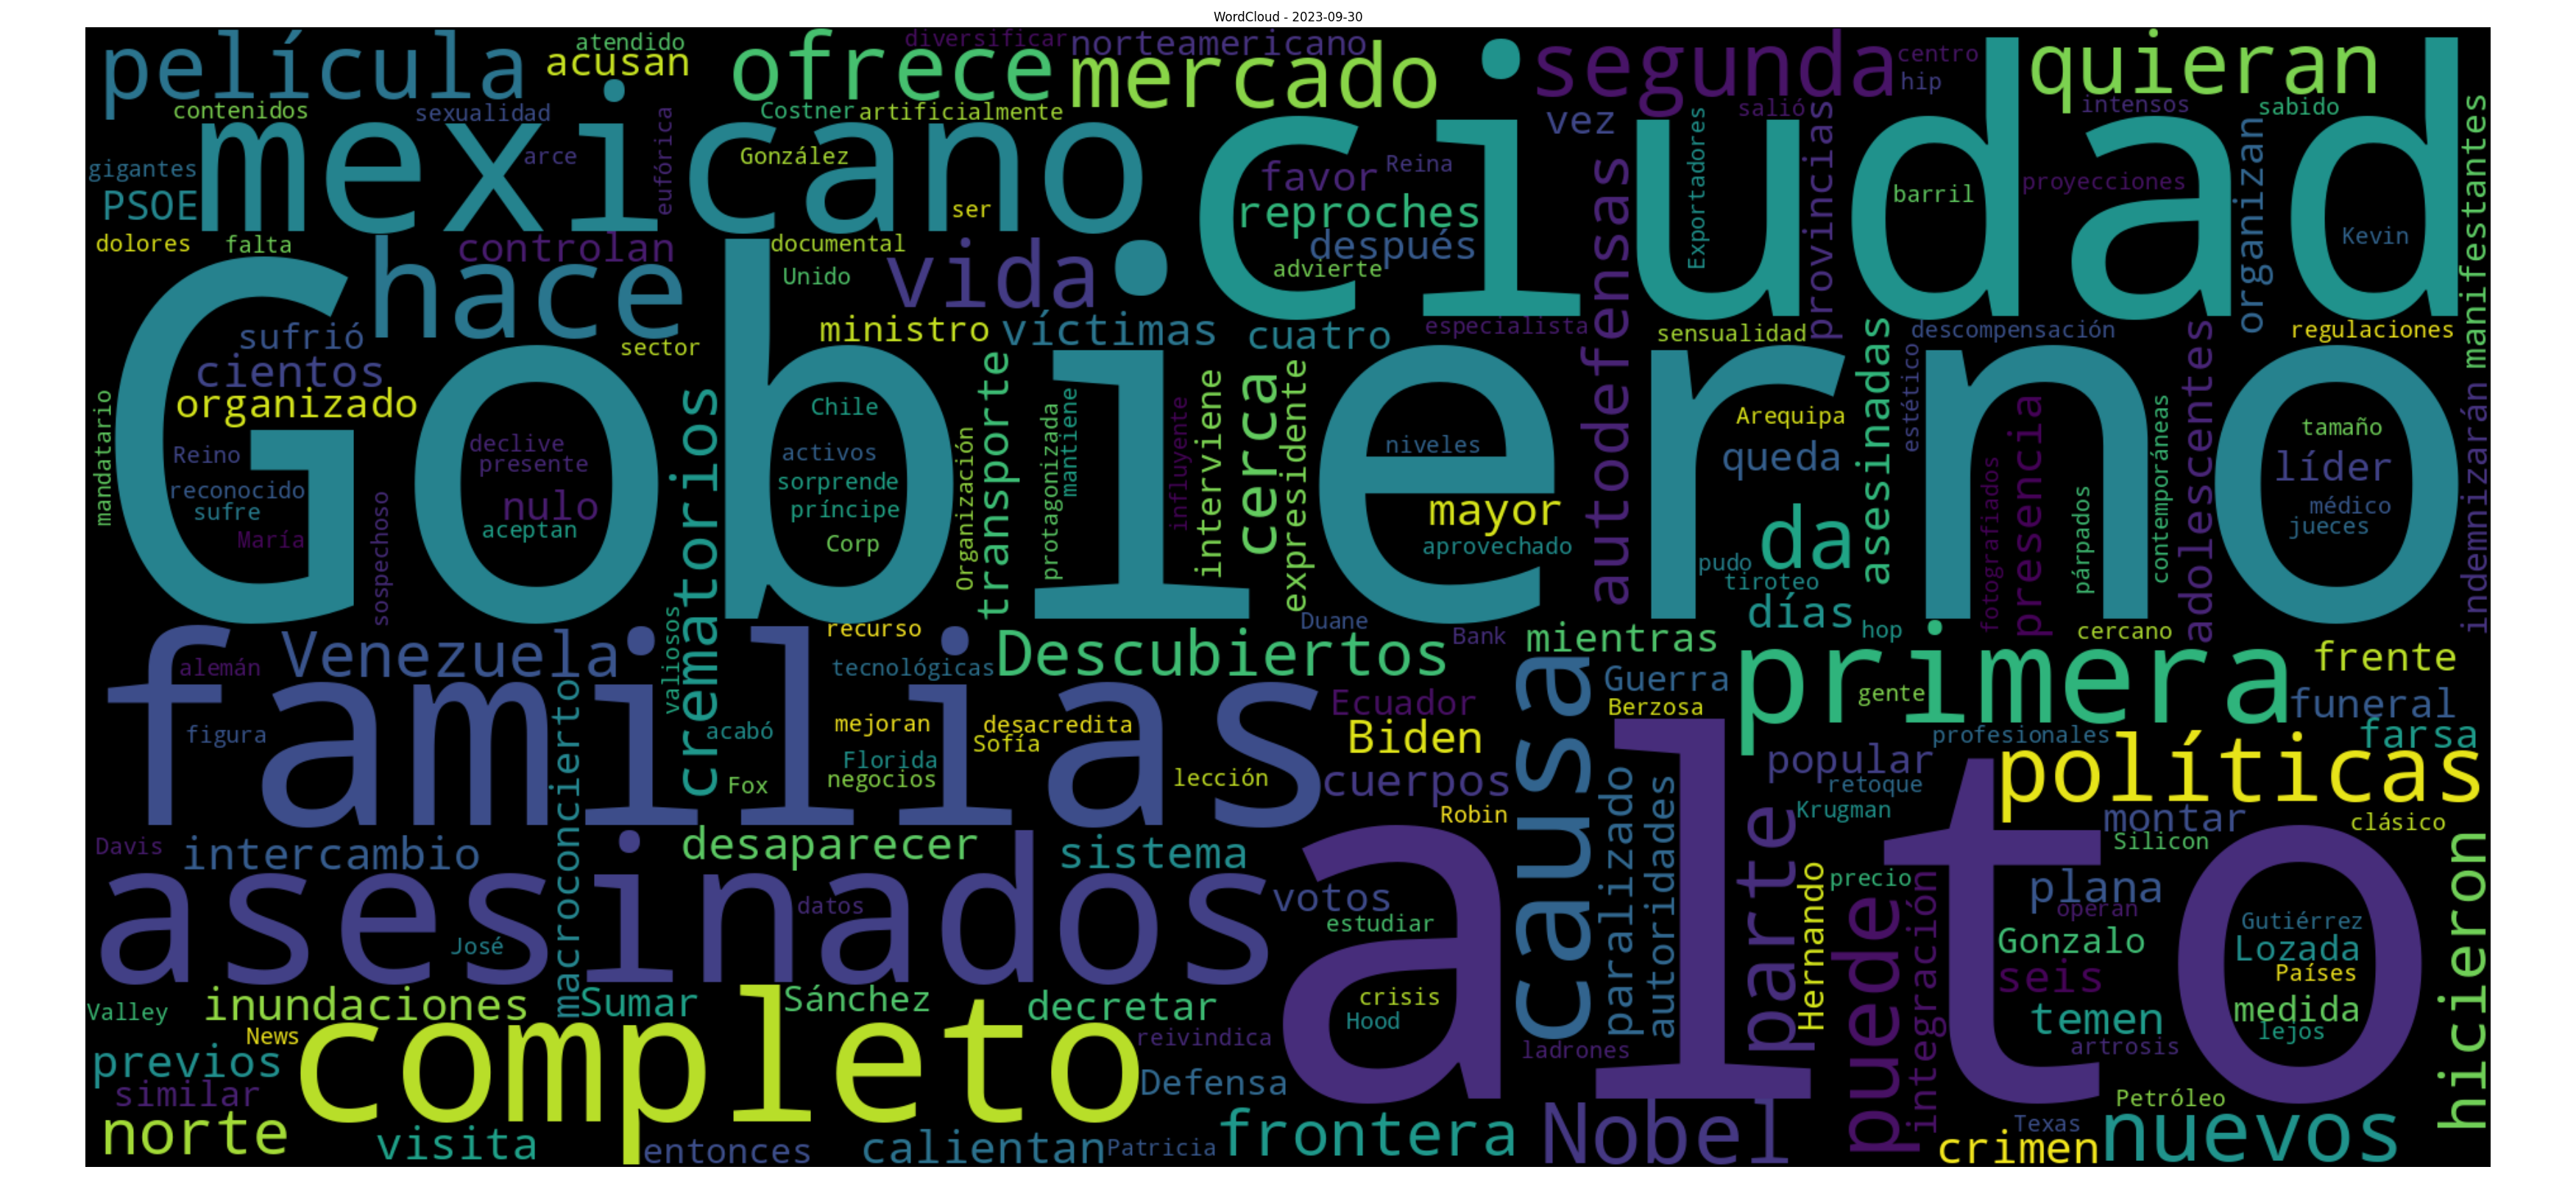 WordCloud - 2023-09-30
película
atendido
acusan
contenidos
sexualidad
ofrece
diversificar
norteamericano
mercado
Costner
artificialmente
segunda
centro
hip
quieran
vez
salió
intensos
sabido
mexicano
ciudad
gigantes
PSOE
arce
eufórica
González
ser
favor
Reina
reproches
después
advierte
autodefensas
Exportadores
provincias
barril
proyecciones
organizan
Kevin
manifestantes
dolores
falta
controlan
hace
documental
Unido
vida
sufrió
cientos
sector
ministro
víctimas
cuatro
especialista
sensualidad
descompensación
regulaciones
Gobierno
organizado
mandatario
Reino
reconocido
sufre
María
sospechoso
declive
presente
nulo
aceptan
crematorios
Chile
activos
sorprende
príncipe
Corp
Organización
transporte
protagonizada
mantiene
influyente
interviene
cerca
expresidente
niveles
mayor
aprovechado
Arequipa
queda
asesinadas
estético
da
pudo
tiroteo
días
fotografiados
presencia
párpados
contemporáneas
adolescentes
tamaño
líder
médico
jueces
indemnizarán
familias
Venezuela
alemán
valiosos
recurso
tecnológicas
Descubiertos
Duane
Bank
mientras
hop
cercano
primera
frente
figura
macroconcierto
acabó
mejoran
desacredita
Sofía
Florida
negocios
Fox
lección
Ecuador
Biden
cuerpos
Robin
causa
Guerra
Berzosa
gente
funeral
farsa
profesionales
popular
retoque
Krugman
políticas
montar
clásico
Silicon
Davis
intercambio
desaparecer
sistema
asesinados
datos
José
votos
estudiar
alto
paralizado
autoridades
parte
Hernando
precio
puede
integración
plana
operan
Gutiérrez
Gonzalo
Lozada
seis
Países
hicieron
Valley
inundaciones
News
Sumar
Sánchez
decretar
crisis
Hood
temen
medida
lejos
completo
reivindica
ladrones
artrosis
previos
similar
Defensa
norte
visita
entonces
calientan
Patricia
frontera
Nobel
Petróleo
Texas
crimen
nuevos